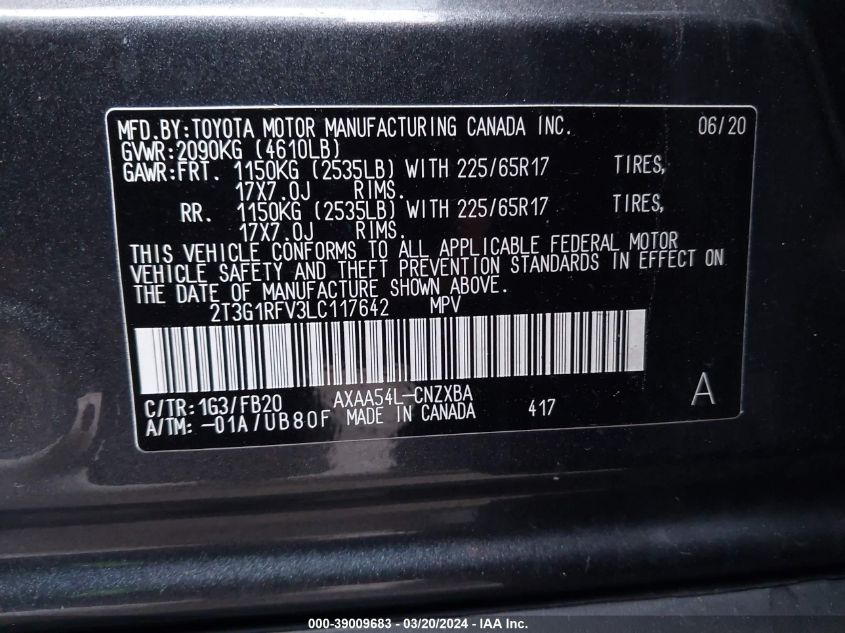 MFD.BY:TOYOTA MOTOR MANUFACTURING CANADA INC. 06/20
GVWR:2090KG (4610LB)
GAWR:FRT. 1150KG (2535LB) WITH 225/65R17 TIRES,
17X7.0J RIMS.
RR. 1150KG (2535LB) WITH 225/65R17 TIRES,
17X7.0J RIMS.
THIS VEHICLE CONFORMS TO ALL APPLICABLE FEDERAL MOTOR
VEHICLE SAFETY AND THEFT PREVENTION STANDARDS IN EFFECT ON
THE DATE OF MANUFACTURE SHOWN ABOVE.
2T3G1RFV3LC117642 MPV
C/TR:1G3/FB20 AXAA54L-CNZXBA A
A/TM:-01A/UB80F MADE IN CANADA 417
000-39009683 - 03/20/2024 - IAA Inc.